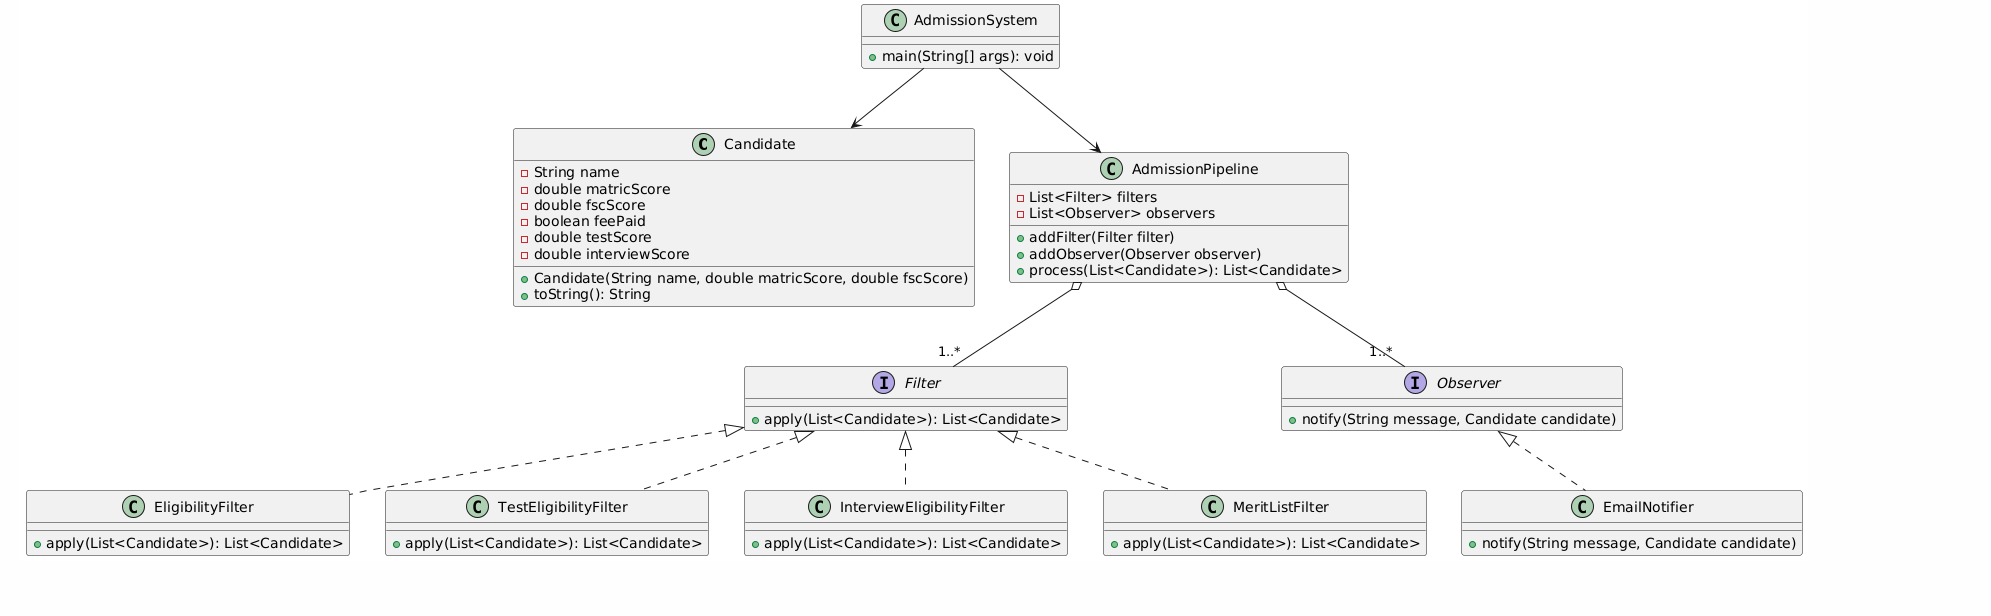 AdmissionSystem
main(String[] args): void
Candidate
String name
double matricScore
double fscScore
boolean feePaid
double testScore
double interviewScore
Candidate(String name, double matricScore, double fscScore)
toString(): String
AdmissionPipeline
List<Filter> filters
List<Observer> observers
addFilter(Filter filter)
addObserver(Observer observer)
process(List<Candidate>): List<Candidate>
1..*
1..*
Filter
apply(List<Candidate>): List<Candidate>
Observer
notify(String message, Candidate candidate)
EligibilityFilter
apply(List<Candidate>): List<Candidate>
TestEligibilityFilter
apply(List<Candidate>): List<Candidate>
InterviewEligibilityFilter
apply(List<Candidate>): List<Candidate>
MeritListFilter
apply(List<Candidate>): List<Candidate>
EmailNotifier
notify(String message, Candidate candidate)